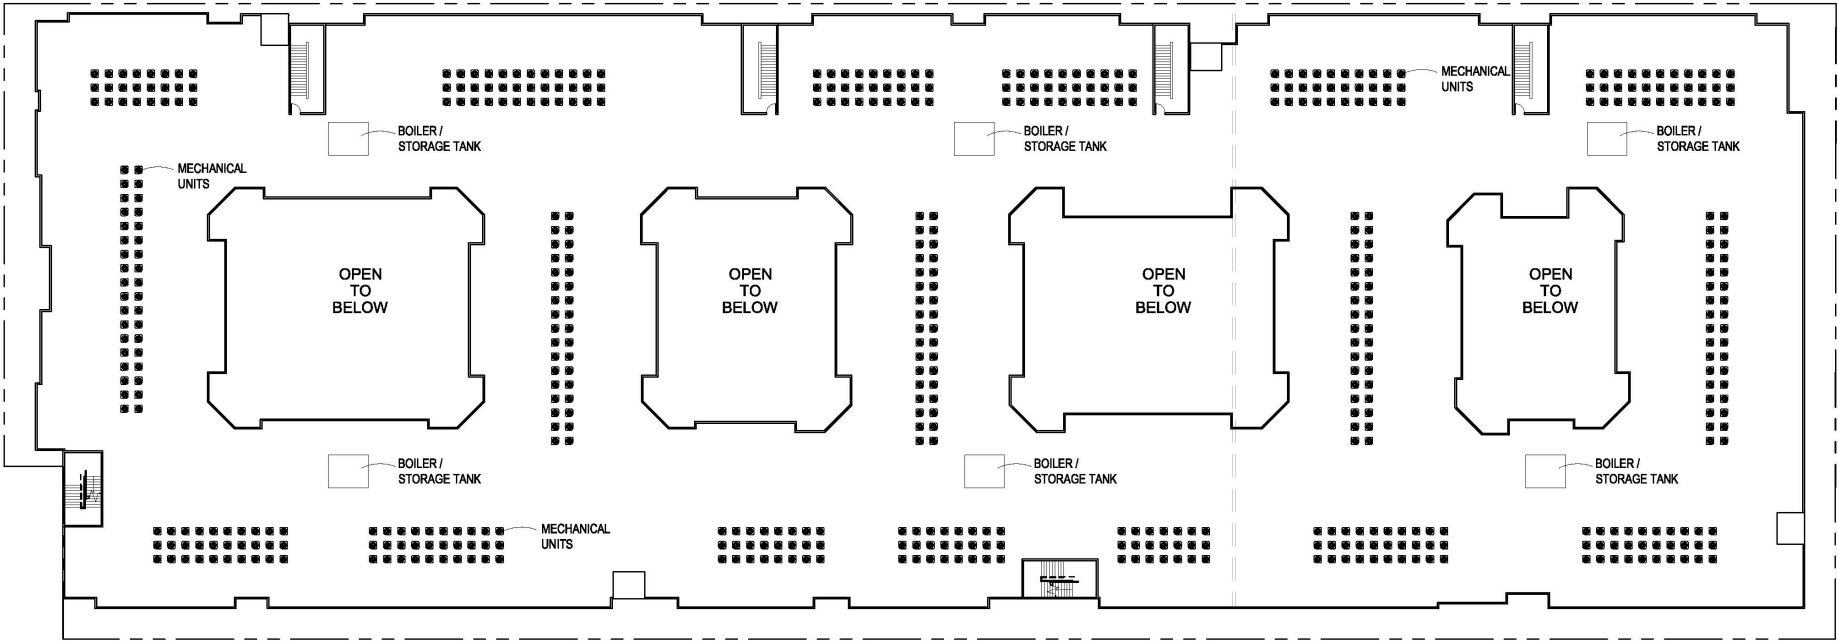 MECHANICAL
UNITS
BOILER /
STORAGE TANK
BOILER /
STORAGE TANK
BOILER /
STORAGE TANK
MECHANICAL
UNITS
OPEN
TO
BELOW
OPEN
TO
BELOW
OPEN
TO
BELOW
OPEN
TO
BELOW
BOILER /
STORAGE TANK
BOILER /
STORAGE TANK
BOILER /
STORAGE TANK
MECHANICAL
UNITS